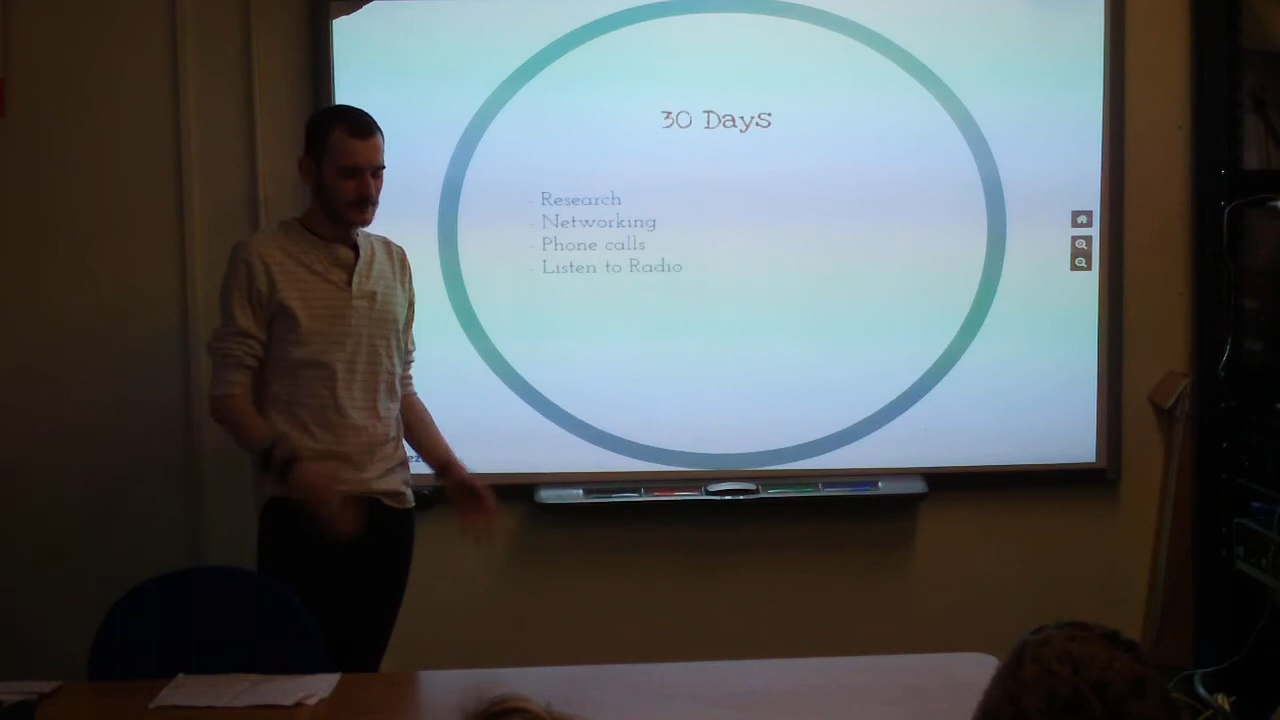 30 Days
- Research
- Networking
- Phone calls
- Listen to Radio